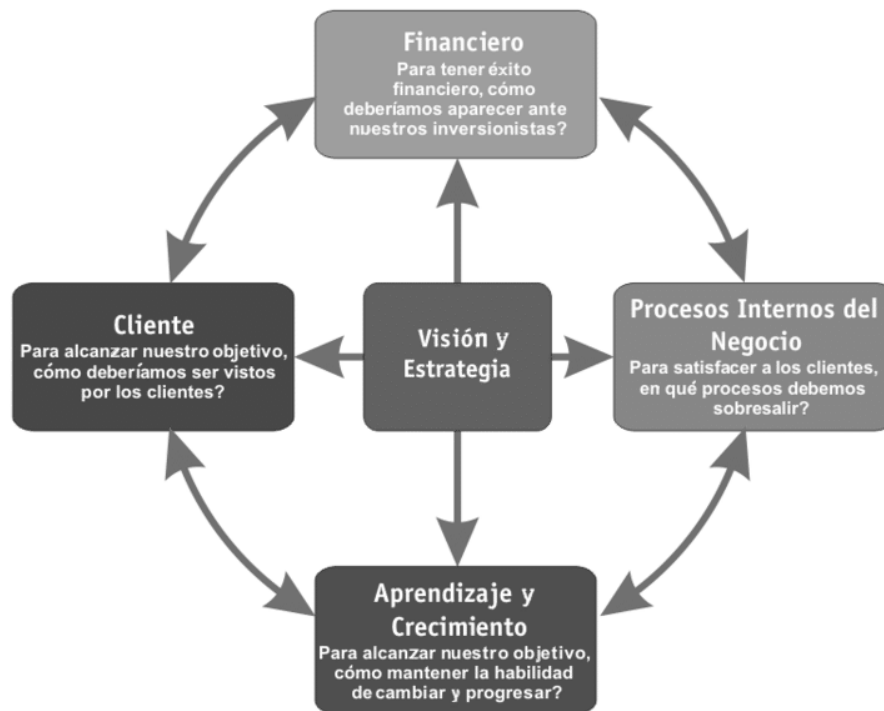 Financiero
Para tener éxito
financiero, cómo
deberíamos aparecer ante
nuestros inversionistas?
Cliente
Para alcanzar nuestro objetivo,
cómo deberíamos ser vistos
por los clientes?
Visión y
Estrategia
Procesos Internos del
Negocio
Para satisfacer a los clientes,
en qué procesos debemos
sobresalir?
Aprendizaje y
Crecimiento
Para alcanzar nuestro objetivo,
cómo mantener la habilidad
de cambiar y progresar?